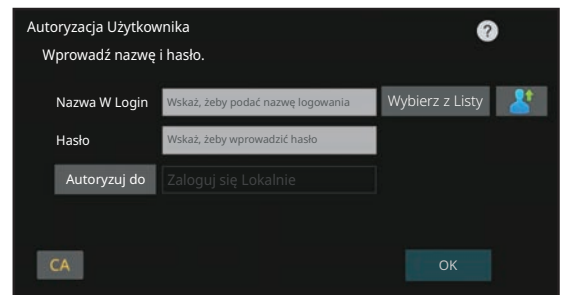 Autoryzacja Użytkownika
?
Wprowadź nazwę i hasło.
Nazwa W Login
Wskaż, żeby podać nazwę logowania
Wybierz z Listy
Hasło
Wskaż, żeby wprowadzić hasło
Autoryzuj do
Zaloguj się Lokalnie
CA
OK